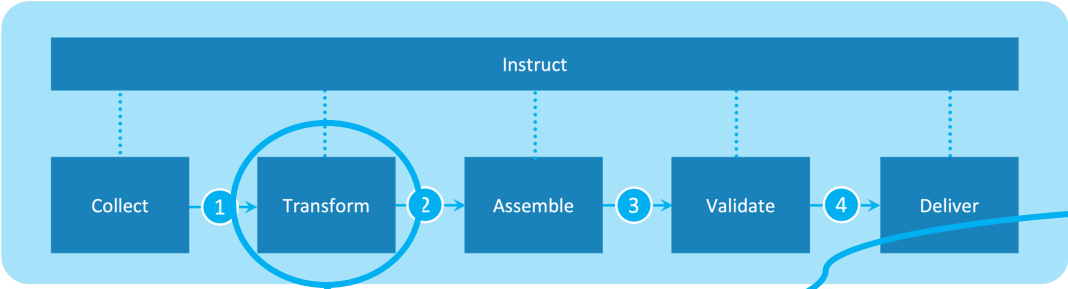 Instruct
Collect
1
Transform
2
Assemble
3
Validate
4
Deliver